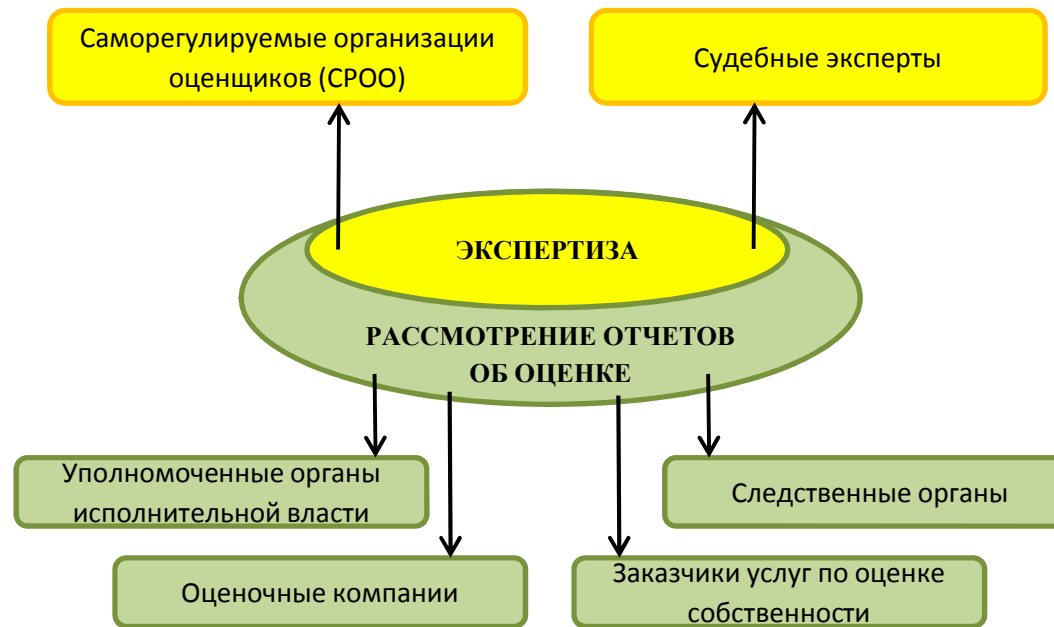 Саморегулируемые организации
оценщиков (СРОО)
Судебные эксперты
ЭКСПЕРТИЗА
РАССМОТРЕНИЕ ОТЧЕТОВ
ОБ ОЦЕНКЕ
Уполномоченные органы
исполнительной власти
Следственные органы
Оценочные компании
Заказчики услуг по оценке
собственности